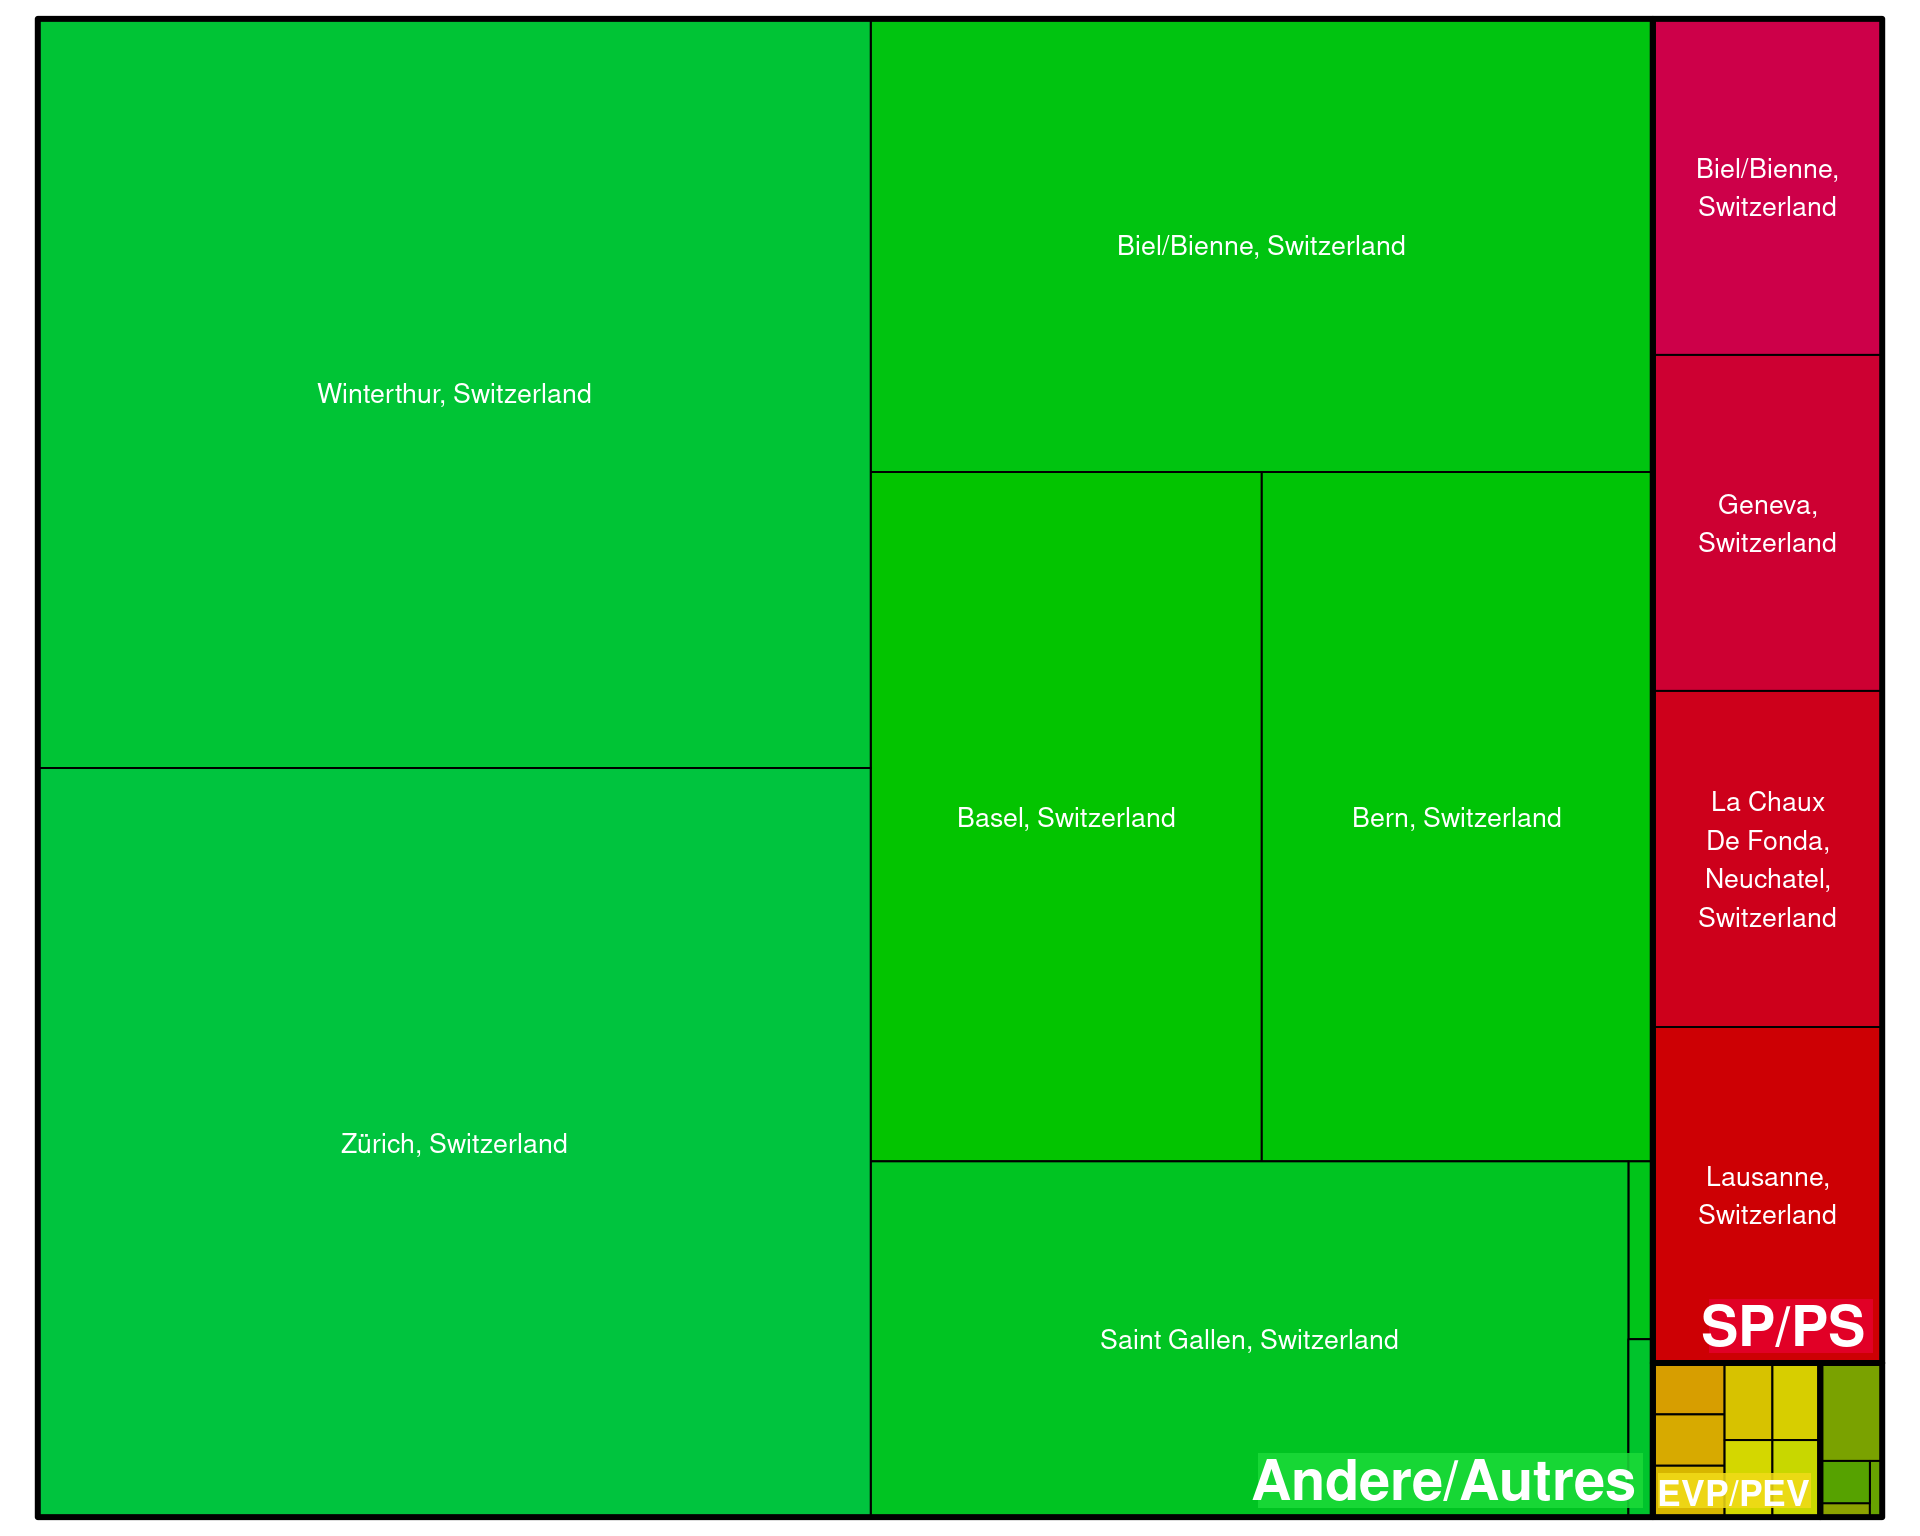 Winterthur, Switzerland
Zürich, Switzerland
Biel/Bienne, Switzerland
Basel, Switzerland
Bern, Switzerland
Saint Gallen, Switzerland
Andere/Autres
Biel/Bienne,
Switzerland
Geneva,
Switzerland
La Chaux
De Fonda,
Neuchatel,
Switzerland
Lausanne,
Switzerland
SP/PS
EVP/PEV